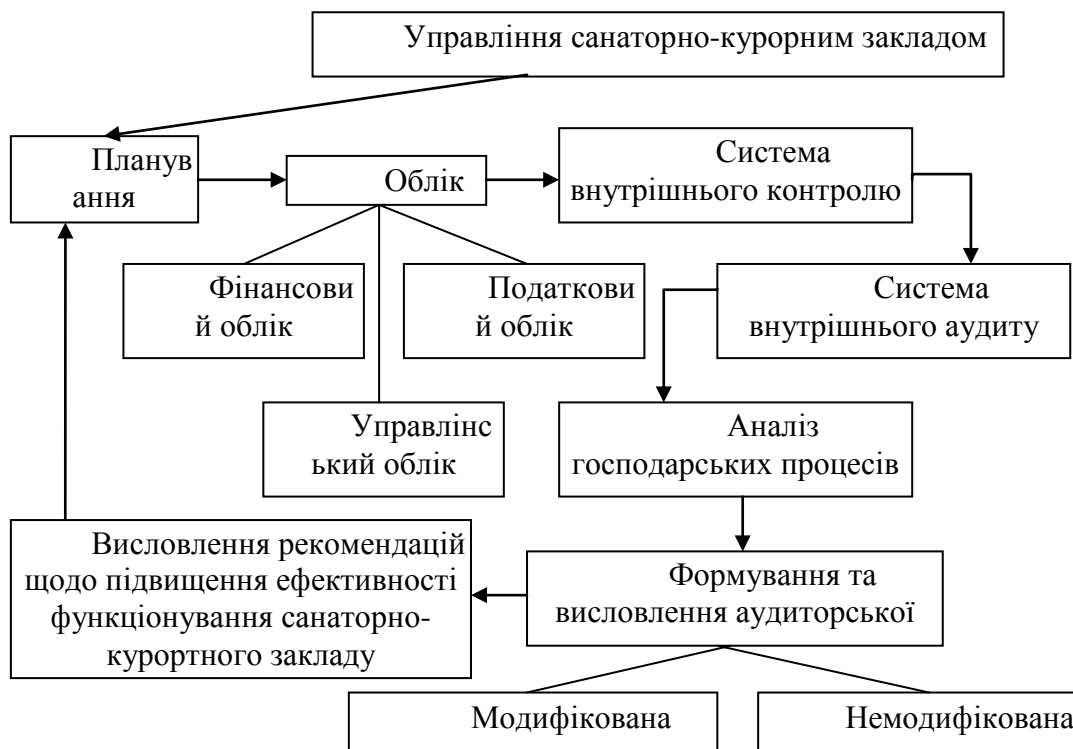 Управління санаторно-курорним закладом
Планув
ання
Облік
Система
внутрішнього контролю
Фінансови
й облік
Податкови
й облік
Система
внутрішнього аудиту
Управлінс
ький облік
Аналіз
господарських процесів
Висловлення рекомендацій
щодо підвищення ефективності
функціонування санаторно-
курортного закладу
Формування та
висловлення аудиторської
Модифікована
Немодифікована